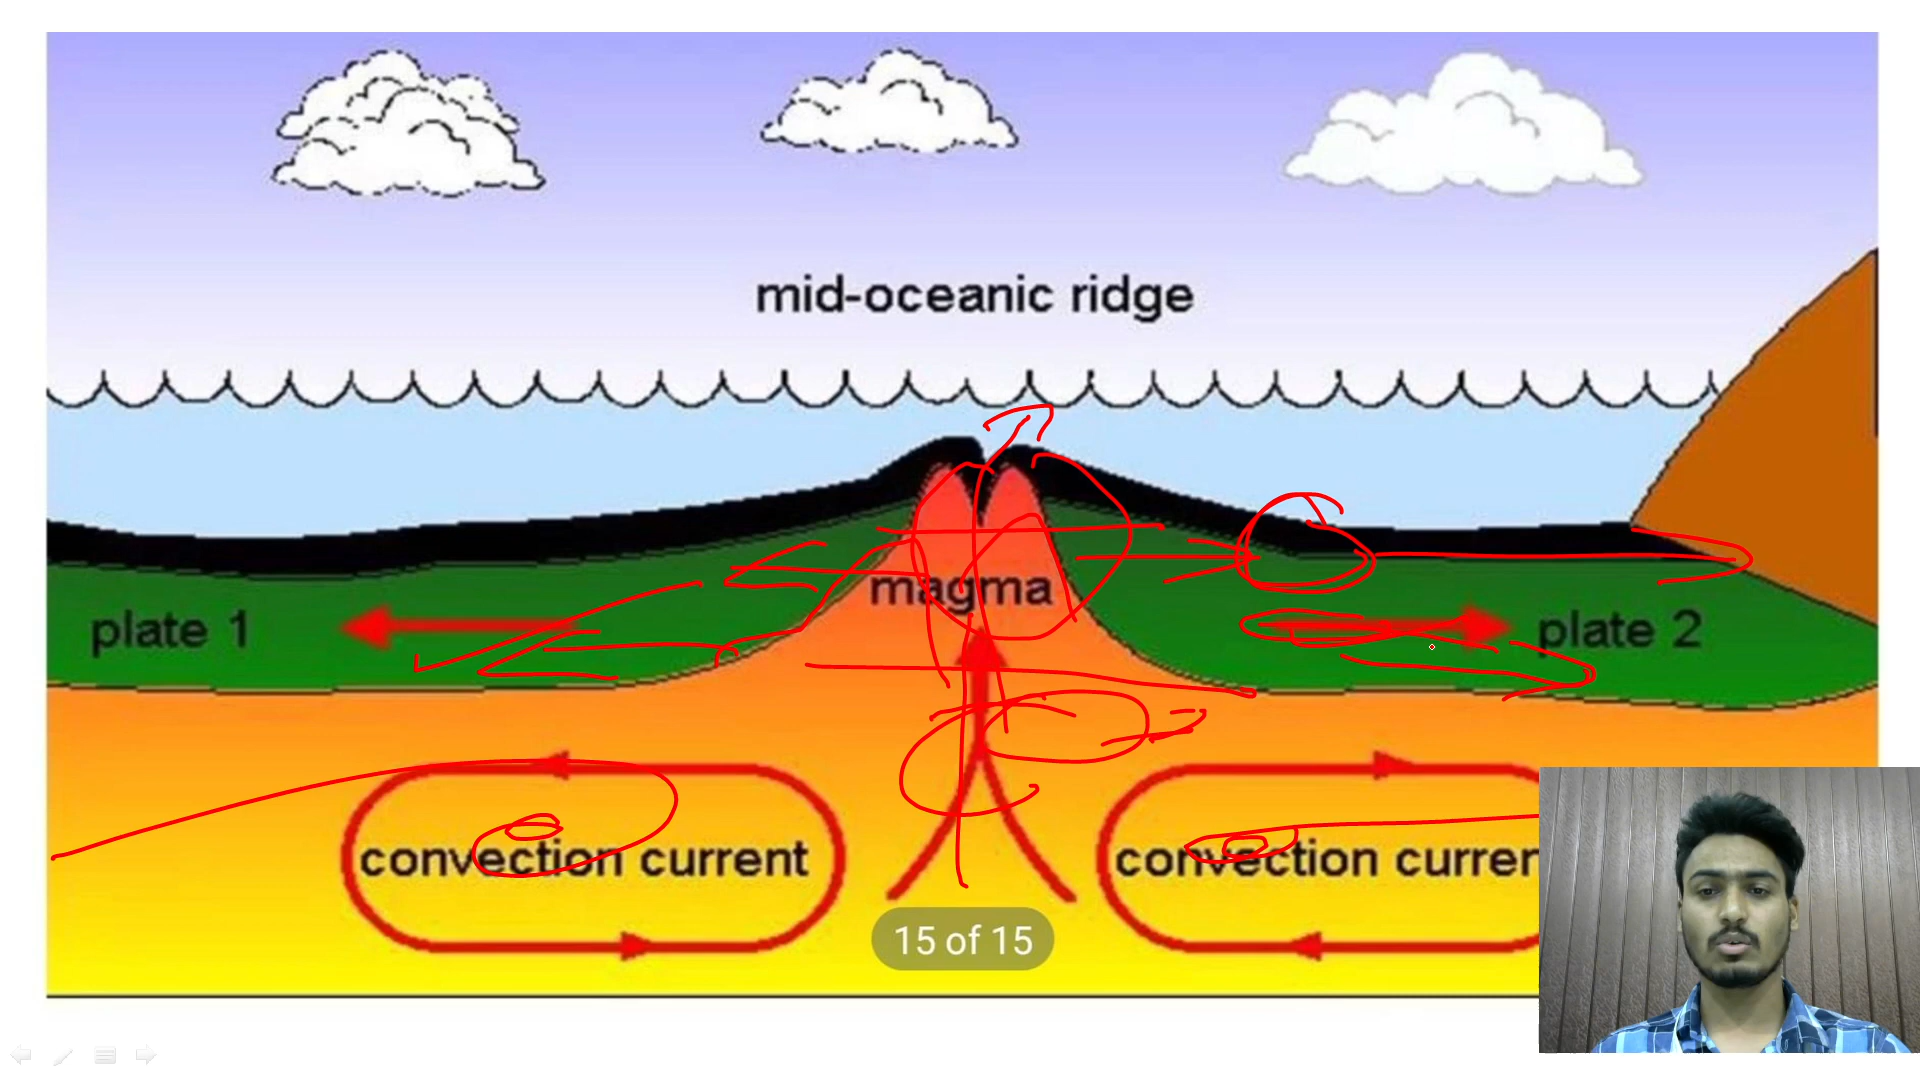 mid-oceanic ridge
magma
plate 1
plate 2
convection current
convection curren
15 of 15